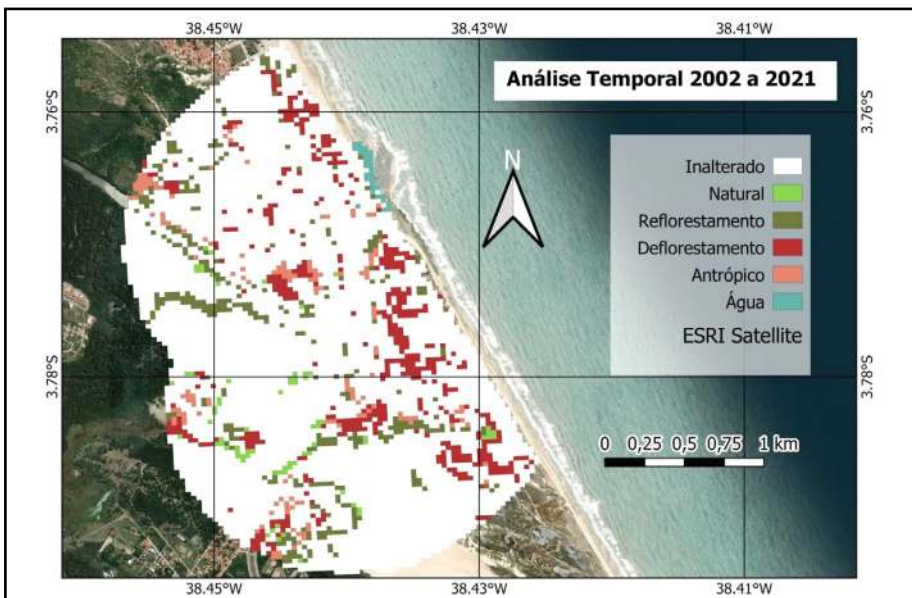 38.45°W 38.43°W 38.41°W
Análise Temporal 2002 a 2021
3.76°S 3.76°S
N
Inalterado
Natural
Reflorestamento
Deflorestamento
Antrópico
Água
ESRI Satellite
3.78°S 3.78°S
0 0,25 0,5 0,75 1 km
38.45°W 38.43°W 38.41°W